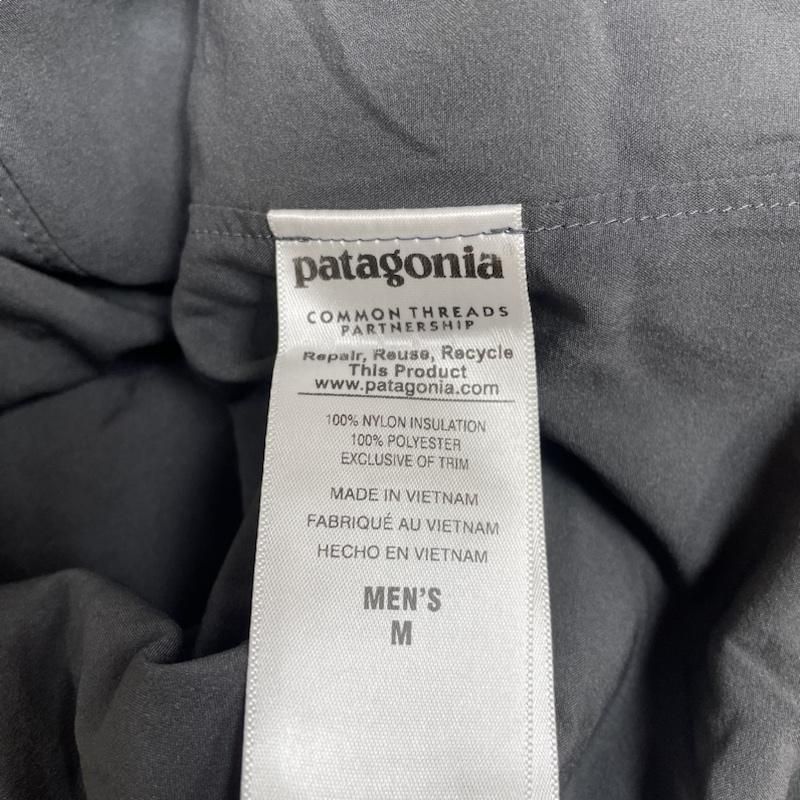 patagonia
COMMON THREADS
PARTNERSHIP
Repair, Reuse, Recycle
This Product
www.patagonia.com
100% NYLON INSULATION
100% POLYESTER
EXCLUSIVE OF TRIM
MADE IN VIETNAM
FABRIQUÉ AU VIETNAM
HECHO EN VIETNAM
MEN'S
M